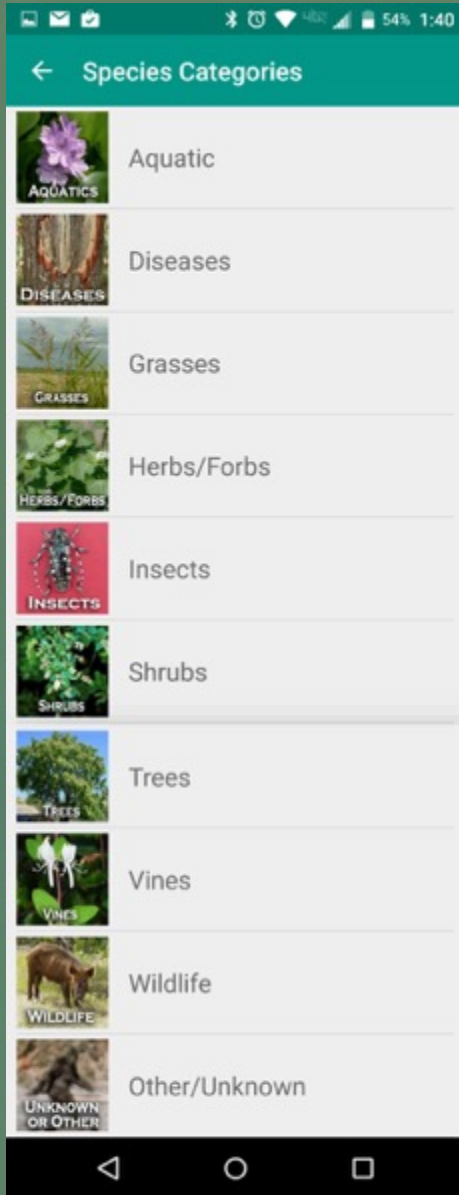 54% 1:40
Species Categories
AQUATICS
Aquatic
DISEASES
Diseases
GRASSES
Grasses
HERBS/FORBS
Herbs/Forbs
INSECTS
Insects
SHRUBS
Shrubs
TREES
Trees
VINES
Vines
WILDLIFE
Wildlife
UNKNOWN
OR OTHER
Other/Unknown